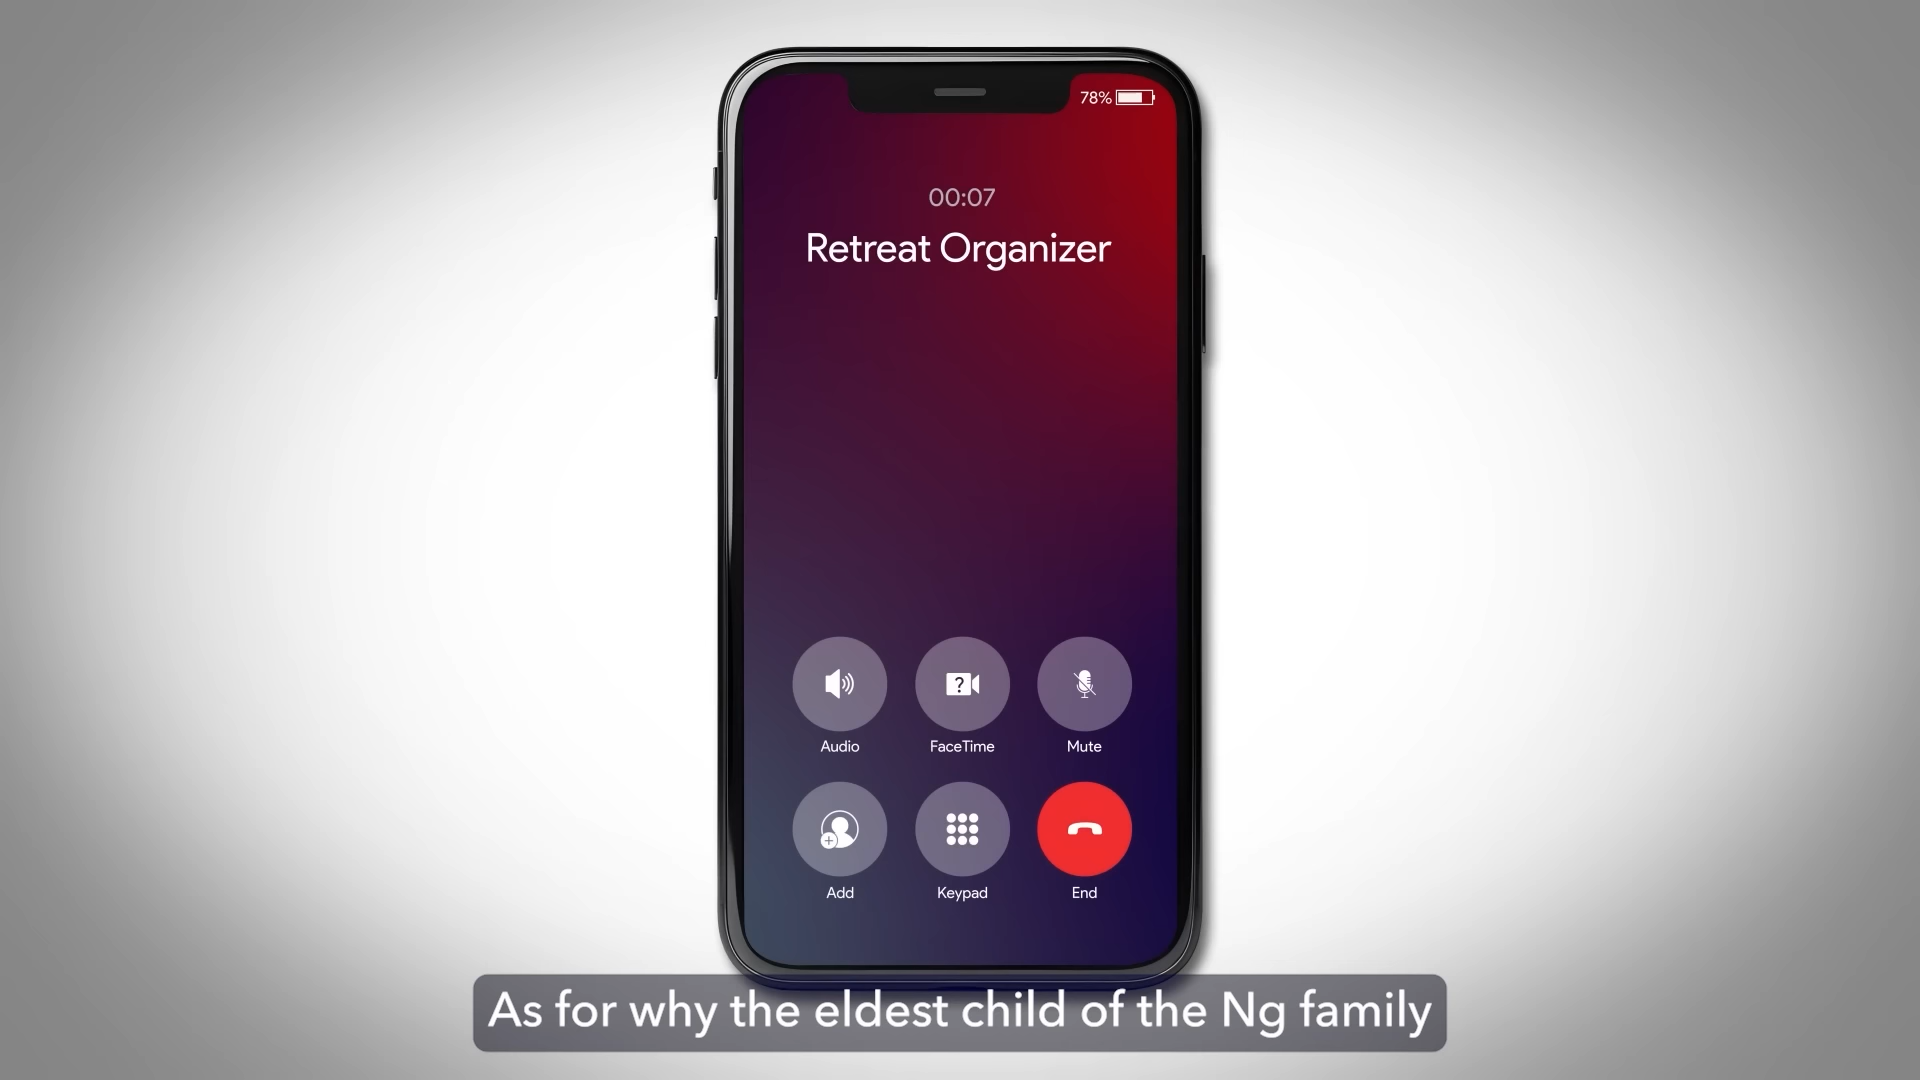 78%
00:07
Retreat Organizer
?
Audio
FaceTime
Mute
Add
Keypad
End
As for why the eldest child of the Ng family